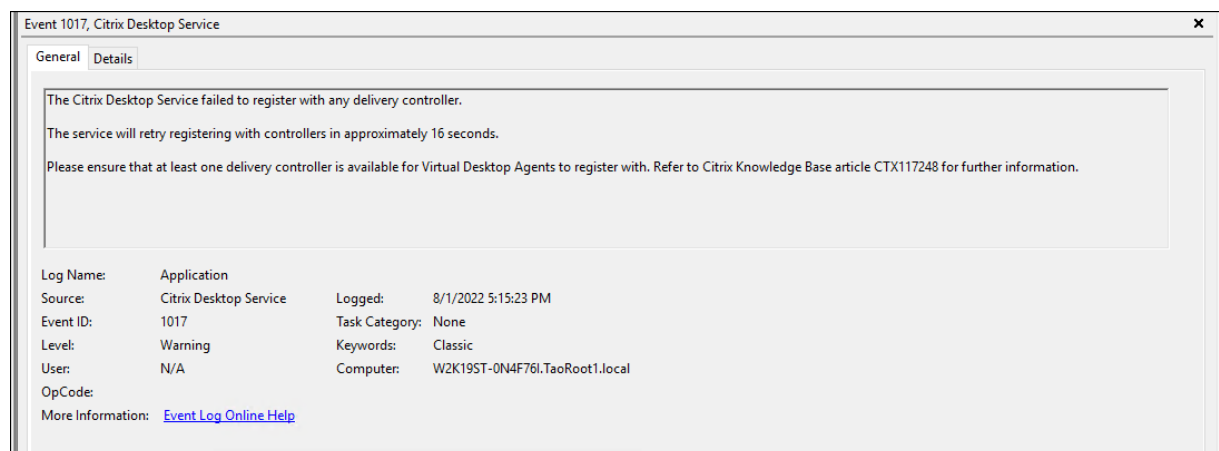 Event 1017, Citrix Desktop Service
General Details
The Citrix Desktop Service failed to register with any delivery controller.
The service will retry registering with controllers in approximately 16 seconds.
Please ensure that at least one delivery controller is available for Virtual Desktop Agents to register with. Refer to Citrix Knowledge Base article CTX117248 for further information.
Log Name: Application
Source: Citrix Desktop Service Logged: 8/1/2022 5:15:23 PM
Event ID: 1017 Task Category: None
Level: Warning Keywords: Classic
User: N/A Computer: W2K19ST-0N4F76I.TaoRoot1.local
OpCode:
More Information: Event Log Online Help